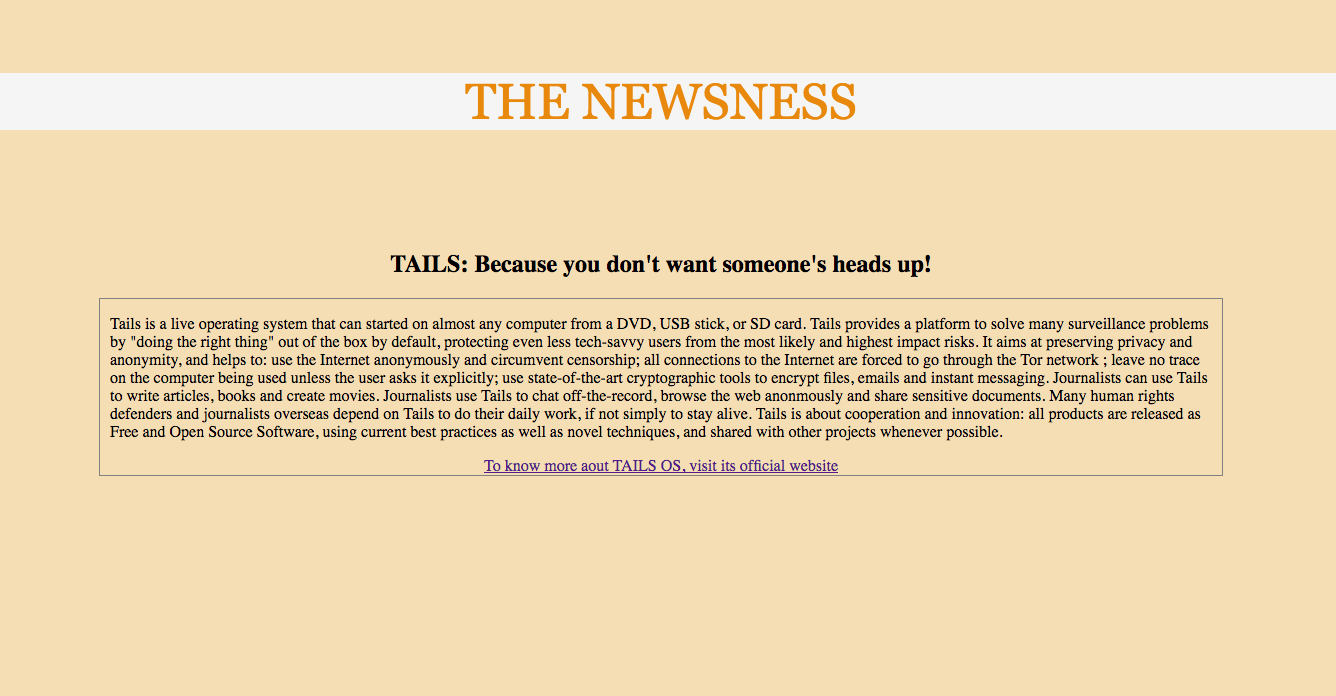 THE NEWSNESS
TAILS: Because you don't want someone's heads up!
Tails is a live operating system that can started on almost any computer from a DVD, USB stick, or SD card. Tails provides a platform to solve many surveillance problems
by "doing the right thing" out of the box by default, protecting even less tech-savvy users from the most likely and highest impact risks. It aims at preserving privacy and
anonymity, and helps to: use the Internet anonymously and circumvent censorship; all connections to the Internet are forced to go through the Tor network ; leave no trace
on the computer being used unless the user asks it explicitly; use state-of-the-art cryptographic tools to encrypt files, emails and instant messaging. Journalists can use Tails
to write articles, books and create movies. Journalists use Tails to chat off-the-record, browse the web anonmously and share sensitive documents. Many human rights
defenders and journalists overseas depend on Tails to do their daily work, if not simply to stay alive. Tails is about cooperation and innovation: all products are released as
Free and Open Source Software, using current best practices as well as novel techniques, and shared with other projects whenever possible.
To know more aout TAILS OS, visit its official website